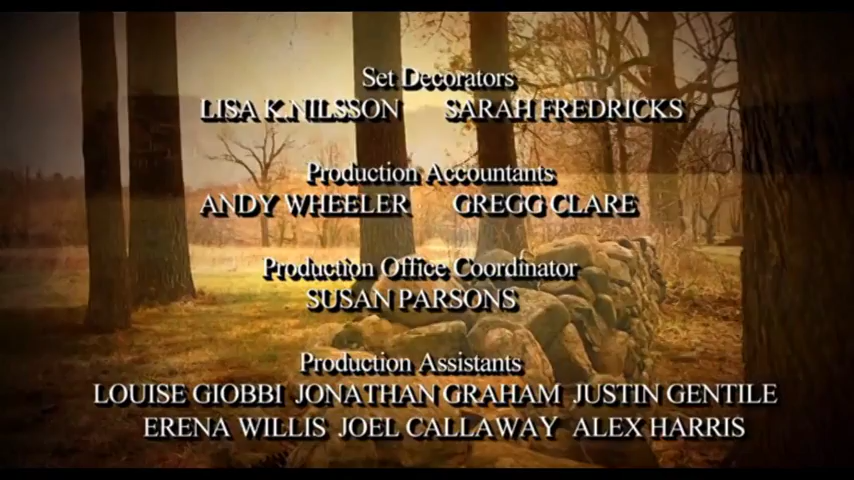 Set Decorators
LISA K.NILSSON SARAH FREDRICKS
Production Accountants
ANDY WHEELER GREGG CLARE
Production Office Coordinator
SUSAN PARSONS
Production Assistants
LOUISE GIOBBI JONATHAN GRAHAM JUSTIN GENTILE
ERENA WILLIS JOEL CALLAWAY ALEX HARRIS